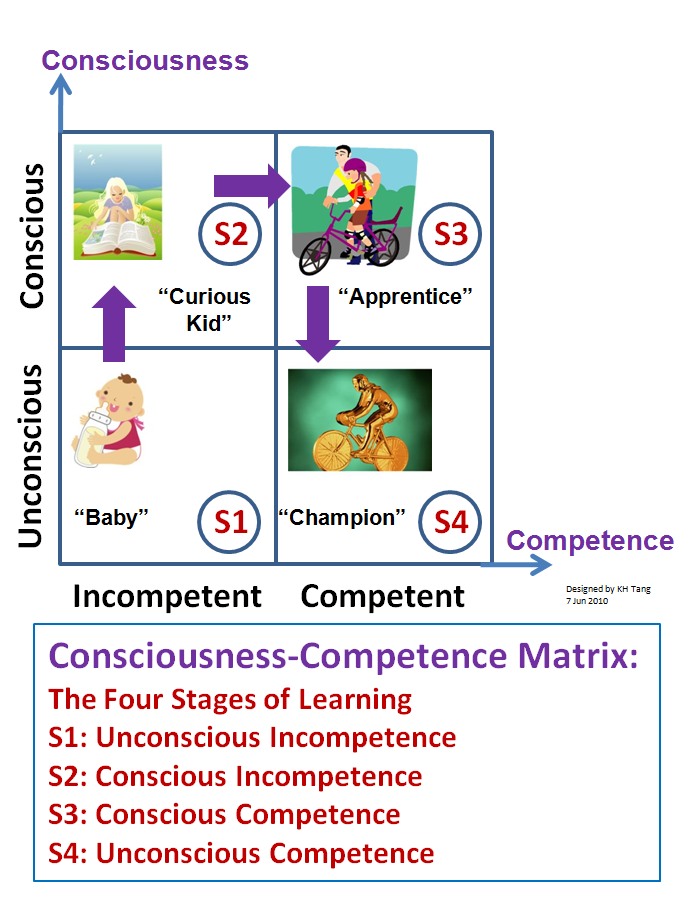 Consciousness
Conscious
S2
S3
“Curious
Kid”
“Apprentice”
Unconscious
“Baby”
S1
“Champion”
S4
Competence
Incompetent
Competent
Designed by KH Tang
7 Jun 2010
Consciousness-Competence Matrix:
The Four Stages of Learning
S1: Unconscious Incompetence
S2: Conscious Incompetence
S3: Conscious Competence
S4: Unconscious Competence